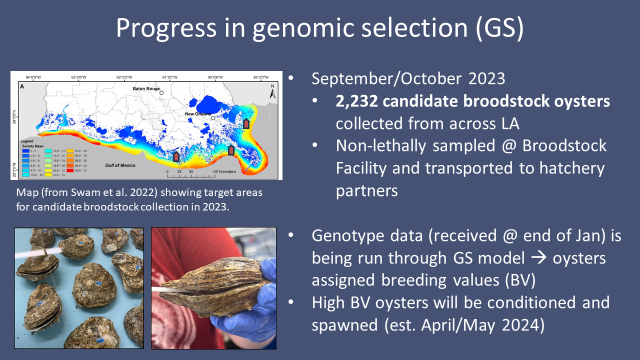 Progress in genomic selection (GS)
A
Baton Rouge
New
Legend
Gulf of Mexico
Map (from Swam et al. 2022) showing target areas
for candidate broodstock collection in 2023.
• September/October 2023
• 2,232 candidate broodstock oysters
collected from across LA
• Non-lethally sampled @ Broodstock
Facility and transported to hatchery
partners
• Genotype data (received @ end of Jan) is
being run through GS model → oysters
assigned breeding values (BV)
• High BV oysters will be conditioned and
spawned (est. April/May 2024)